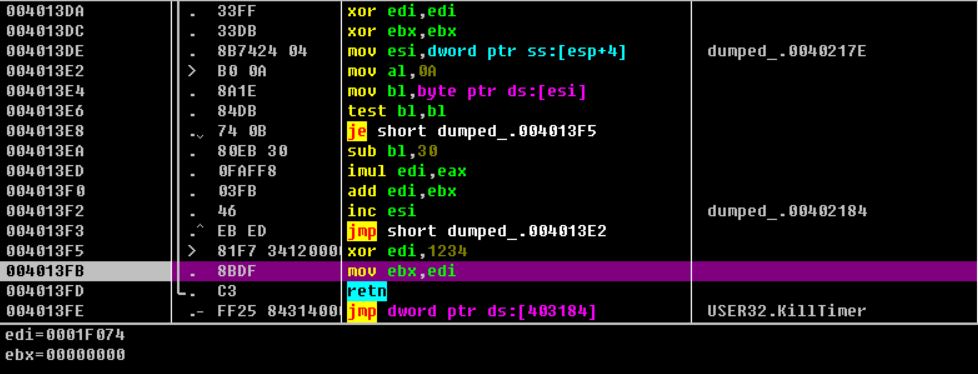 004013DA . 33FF xor edi,edi
004013DC . 33DB xor ebx,ebx
004013DE . 8B7424 04 mov esi,dword ptr ss:[esp+4] dumped_.0040217E
004013E2 > B0 0A mov al,0A
004013E4 . 8A1E mov bl,byte ptr ds:[esi]
004013E6 . 84DB test bl,bl
004013E8 .ˇ 74 0B je short dumped_.004013F5
004013EA . 80EB 30 sub bl,30
004013ED . 0FAFF8 imul edi,eax
004013F0 . 03FB add edi,ebx
004013F2 . 46 inc esi dumped_.00402184
004013F3 .^ EB ED jmp short dumped_.004013E2
004013F5 > 81F7 3412000 xor edi,1234
004013FB . 8BDF mov ebx,edi
004013FD . C3 retn
004013FE .- FF25 8431400 jmp dword ptr ds:[403184] USER32.KillTimer
edi=0001F074
ebx=00000000